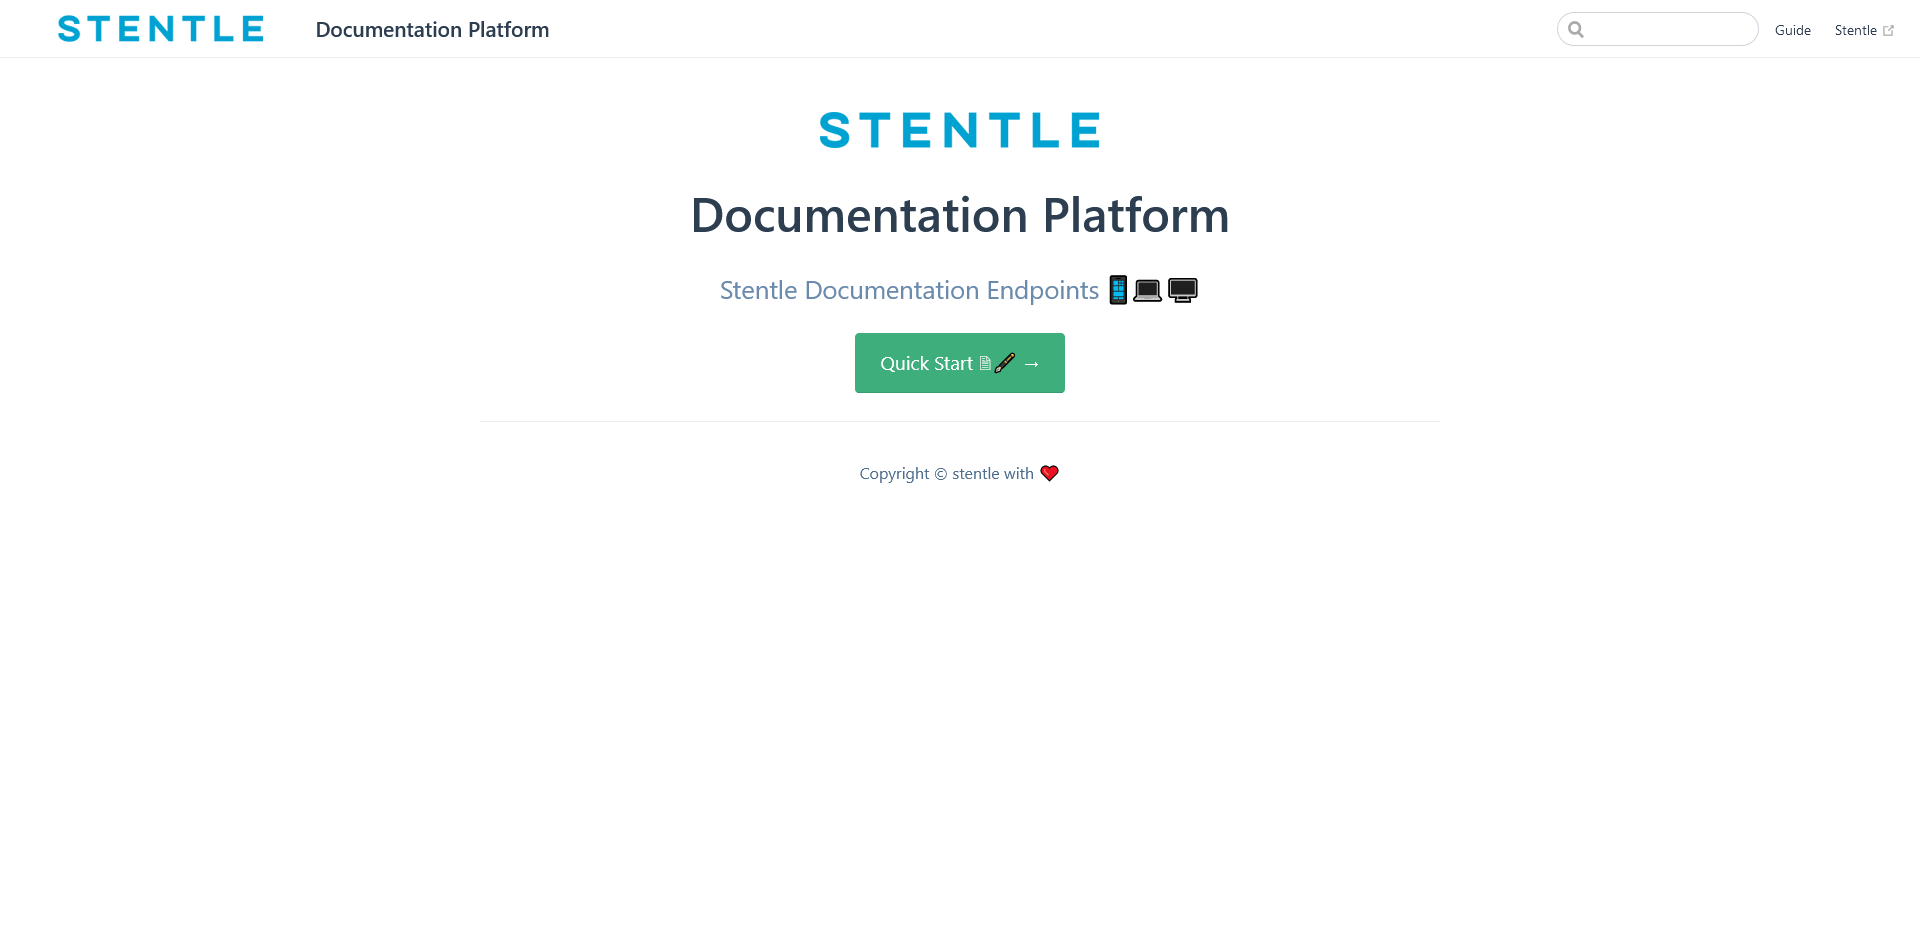 STENTLE Documentation Platform Guide Stentle
STENTLE
Documentation Platform
Stentle Documentation Endpoints 📱💻🖥
Quick Start 🗎🖌 →
Copyright © stentle with ❤